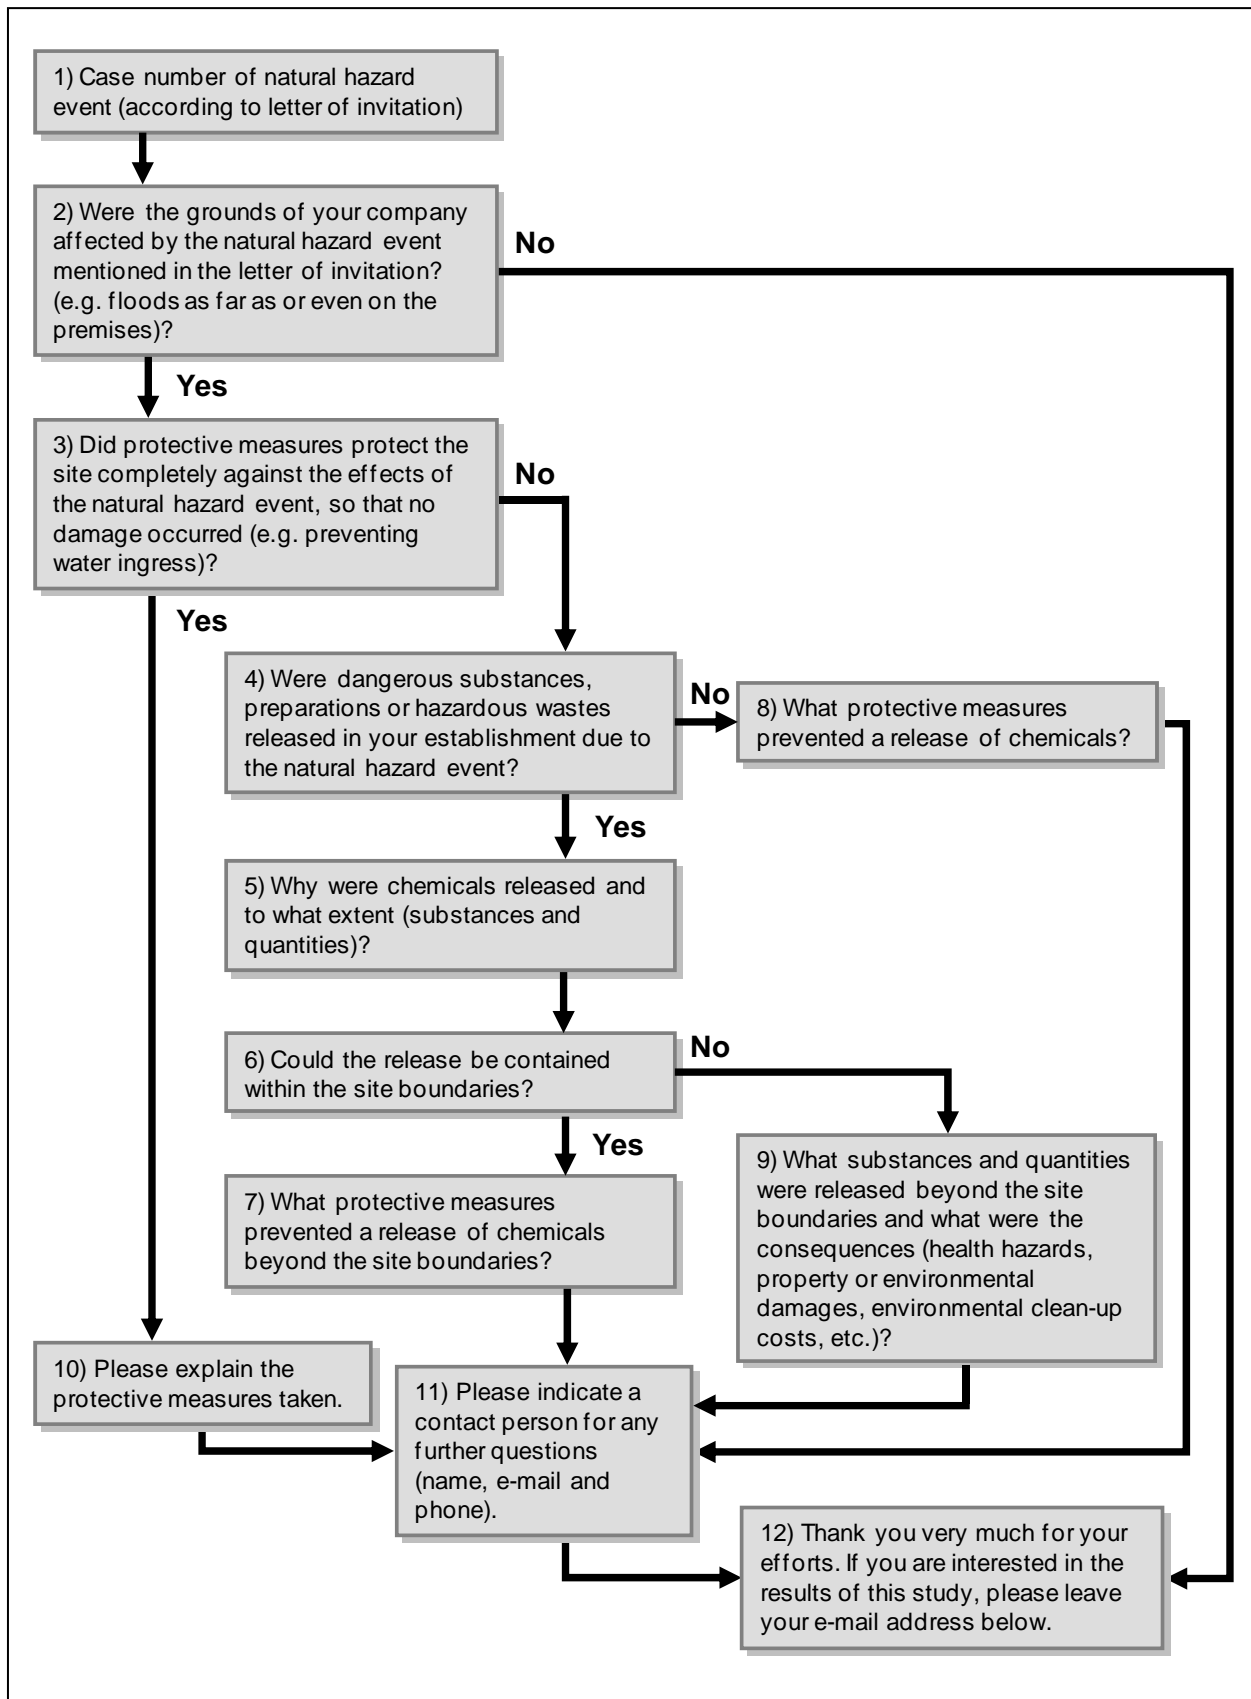 1) Case number of natural hazard
event (according to letter of invitation)
2) Were the grounds of your company
affected by the natural hazard event
mentioned in the letter of invitation?
(e.g. floods as far as or even on the
premises)?
No
Yes
3) Did protective measures protect the
site completely against the effects of
the natural hazard event, so that no
damage occurred (e.g. preventing
water ingress)?
No
Yes
4) Were dangerous substances,
preparations or hazardous wastes
released in your establishment due to
the natural hazard event?
No
8) What protective measures
prevented a release of chemicals?
Yes
5) Why were chemicals released and
to what extent (substances and
quantities)?
6) Could the release be contained
within the site boundaries?
No
Yes
7) What protective measures
prevented a release of chemicals
beyond the site boundaries?
9) What substances and quantities
were released beyond the site
boundaries and what were the
consequences (health hazards,
property or environmental
damages, environmental clean-up
costs, etc.)?
10) Please explain the
protective measures taken.
11) Please indicate a
contact person for any
further questions
(name, e-mail and
phone).
12) Thank you very much for your
efforts. If you are interested in the
results of this study, please leave
your e-mail address below.